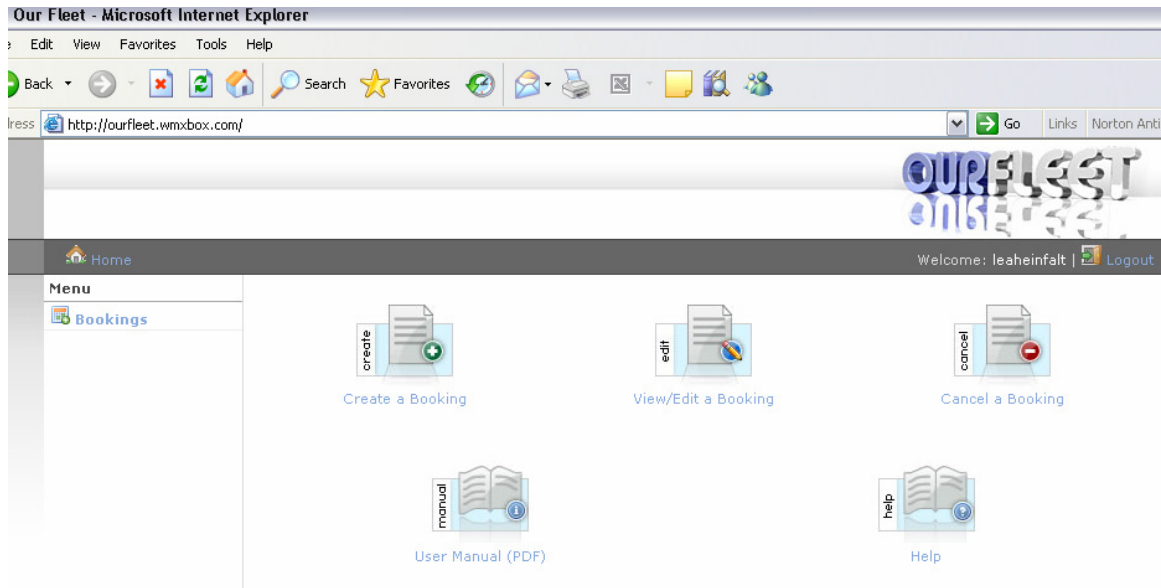 Our Fleet - Microsoft Internet Explorer
Edit View Favorites Tools Help
Back Search Favorites
http://ourfleet.wmxbox.com/ Go Links Norton Anti
OURFLEET
Home Welcome: leaheinfalt | Logout
Menu
Bookings
create edit cancel
Create a Booking View/Edit a Booking Cancel a Booking
manual help
User Manual (PDF) Help